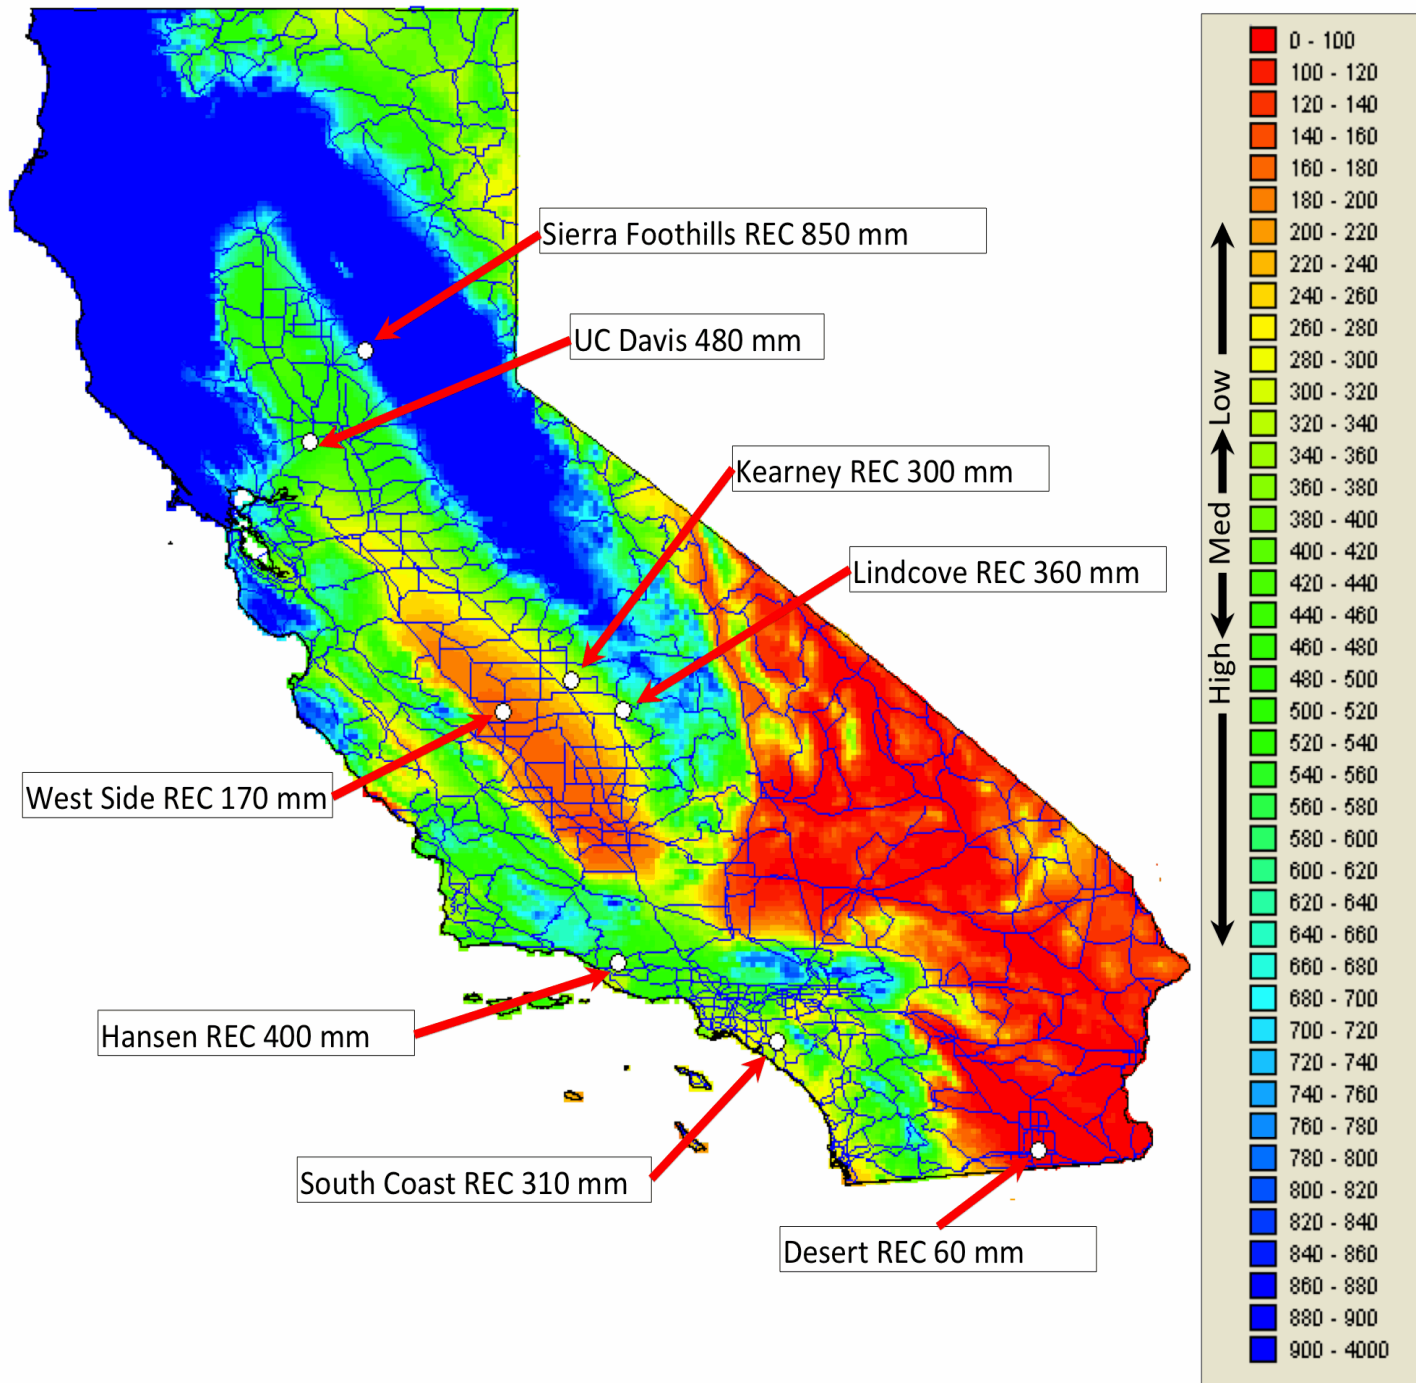 Sierra Foothills REC 850 mm
UC Davis 480 mm
Kearney REC 300 mm
Lindcove REC 360 mm
West Side REC 170 mm
Hansen REC 400 mm
South Coast REC 310 mm
Desert REC 60 mm
Low
Med
High
0 - 100
100 - 120
120 - 140
140 - 160
160 - 180
180 - 200
200 - 220
220 - 240
240 - 260
260 - 280
280 - 300
300 - 320
320 - 340
340 - 360
360 - 380
380 - 400
400 - 420
420 - 440
440 - 460
460 - 480
480 - 500
500 - 520
520 - 540
540 - 560
560 - 580
580 - 600
600 - 620
620 - 640
640 - 660
660 - 680
680 - 700
700 - 720
720 - 740
740 - 760
760 - 780
780 - 800
800 - 820
820 - 840
840 - 860
860 - 880
880 - 900
900 - 4000